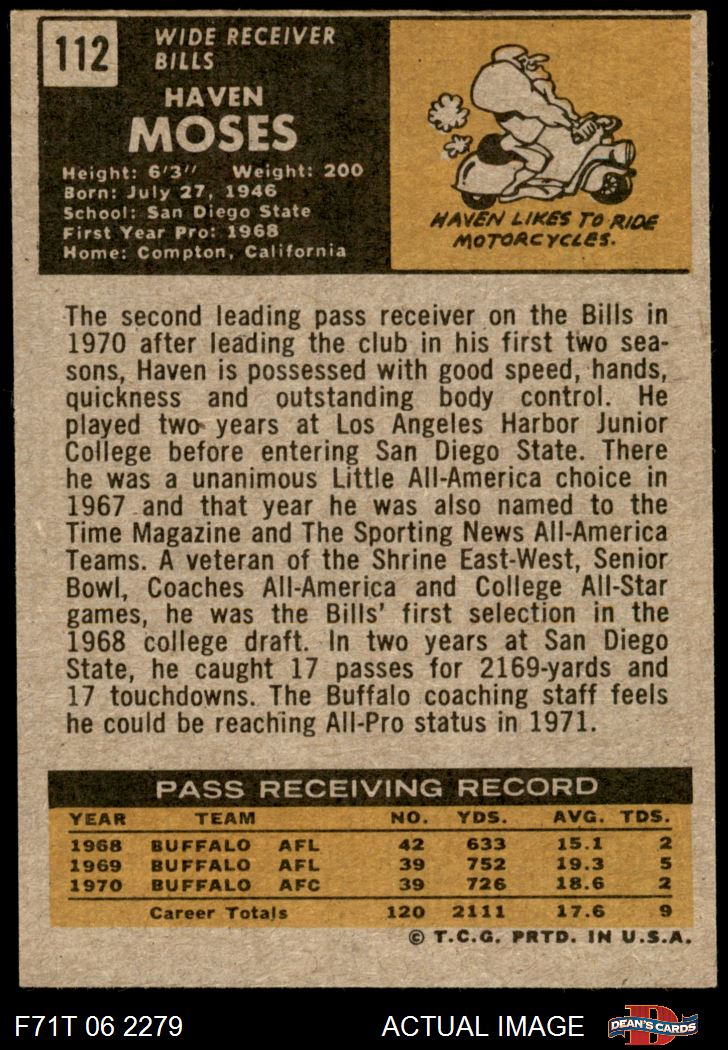 112
WIDE RECEIVER
BILLS
HAVEN
MOSES
Height: 6'3" Weight: 200
Born: July 27, 1946
School: San Diego State
First Year Pro: 1968
Home: Compton, California
HAVEN LIKES TO RIDE
MOTORCYCLES.
The second leading pass receiver on the Bills in
1970 after leading the club in his first two sea-
sons, Haven is possessed with good speed, hands,
quickness and outstanding body control. He
played two years at Los Angeles Harbor Junior
College before entering San Diego State. There
he was a unanimous Little All-America choice in
1967 and that year he was also named to the
Time Magazine and The Sporting News All-America
Teams. A veteran of the Shrine East-West, Senior
Bowl, Coaches All-America and College All-Star
games, he was the Bills' first selection in the
1968 college draft. In two years at San Diego
State, he caught 17 passes for 2169-yards and
17 touchdowns. The Buffalo coaching staff feels
he could be reaching All-Pro status in 1971.
PASS RECEIVING RECORD
YEAR TEAM NO. YDS. AVG. TDS.
1968 BUFFALO AFL 42 633 15.1 2
1969 BUFFALO AFL 39 752 19.3 5
1970 BUFFALO AFC 39 726 18.6 2
Career Totals 120 2111 17.6 9
© T.C.G. PRTD. IN U.S.A.
F71T 06 2279 ACTUAL IMAGE
D
DEAN'S CARDS